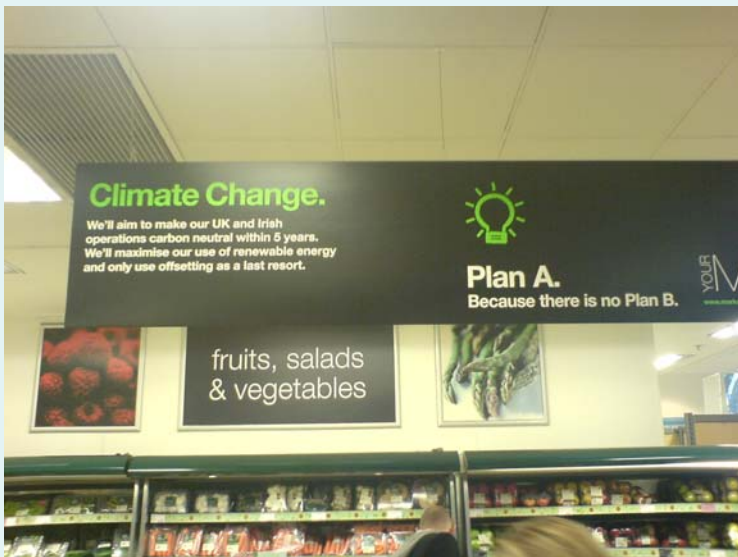 Climate Change.
We'll aim to make our UK and Irish
operations carbon neutral within 5 years.
We'll maximise our use of renewable energy
and only use offsetting as a last resort.
Plan A.
Because there is no Plan B.
YOUR
M
fruits, salads
& vegetables